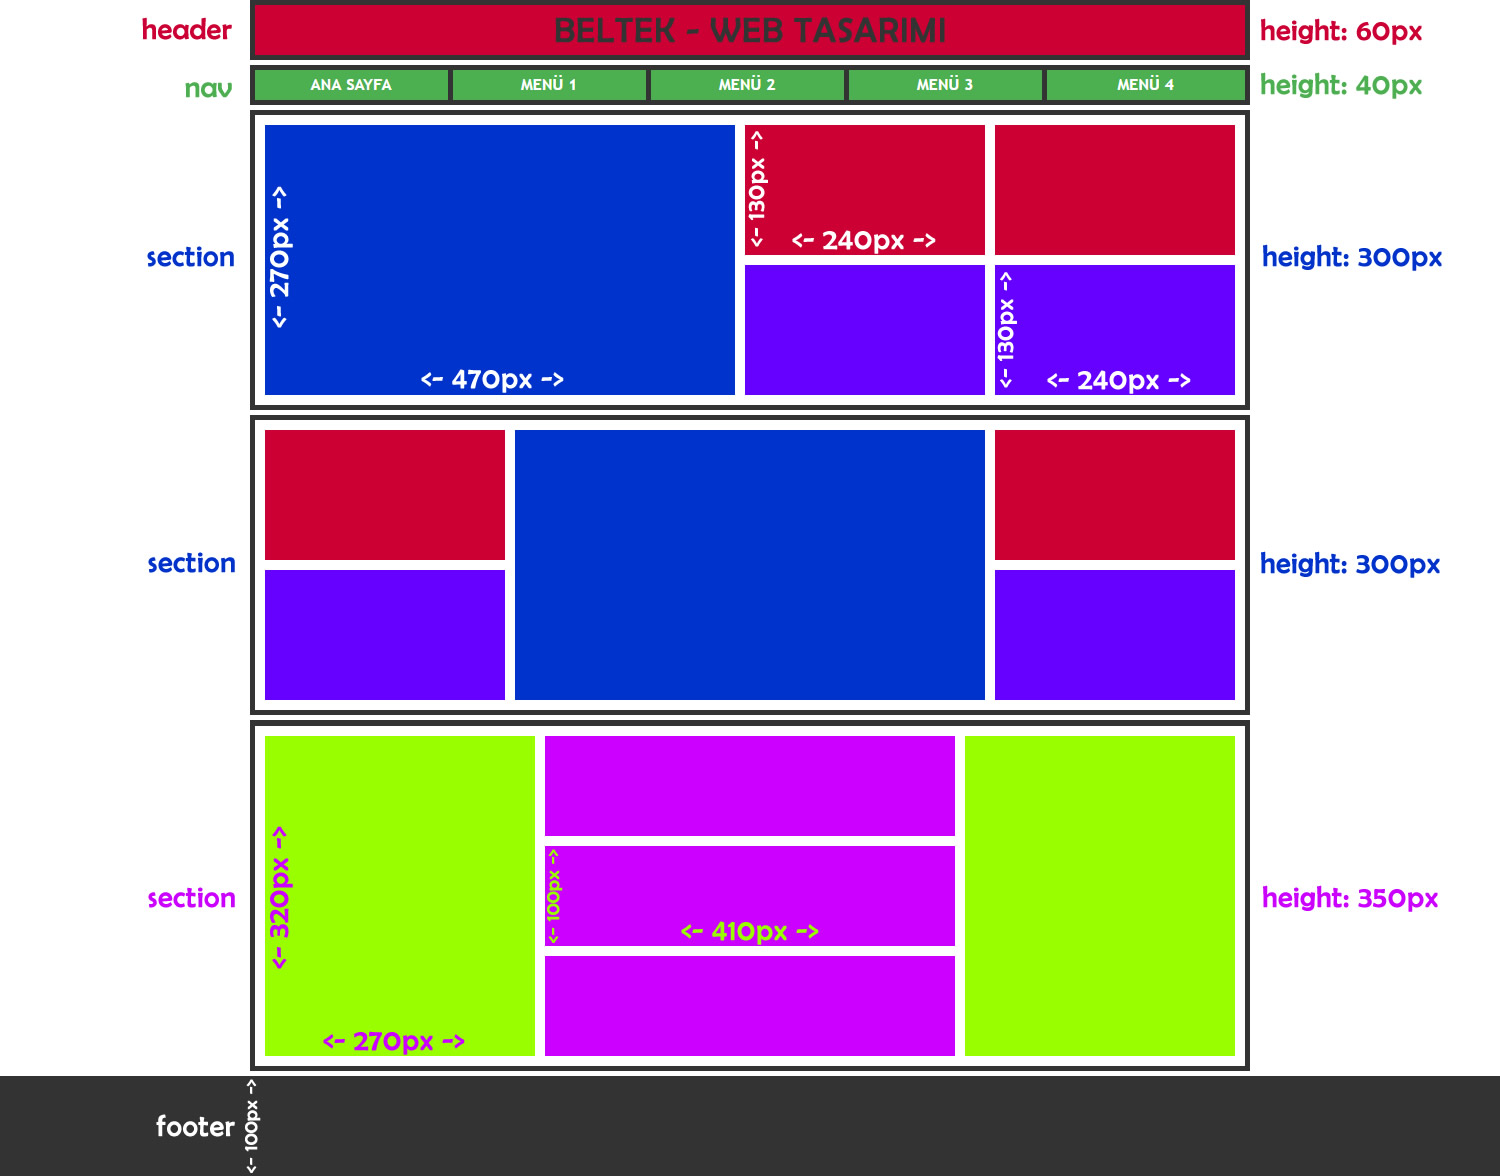 header
BELTEK - WEB TASARIMI
height: 60px
nav
ANA SAYFA
MENÜ 1
MENÜ 2
MENÜ 3
MENÜ 4
height: 40px
section
<- 270px ->
<- 470px ->
<- 130px ->
<- 240px ->
<- 130px ->
<- 240px ->
height: 300px
section
height: 300px
section
<- 320px ->
<- 270px ->
<- 100px ->
<- 410px ->
height: 350px
footer
<- 100px ->